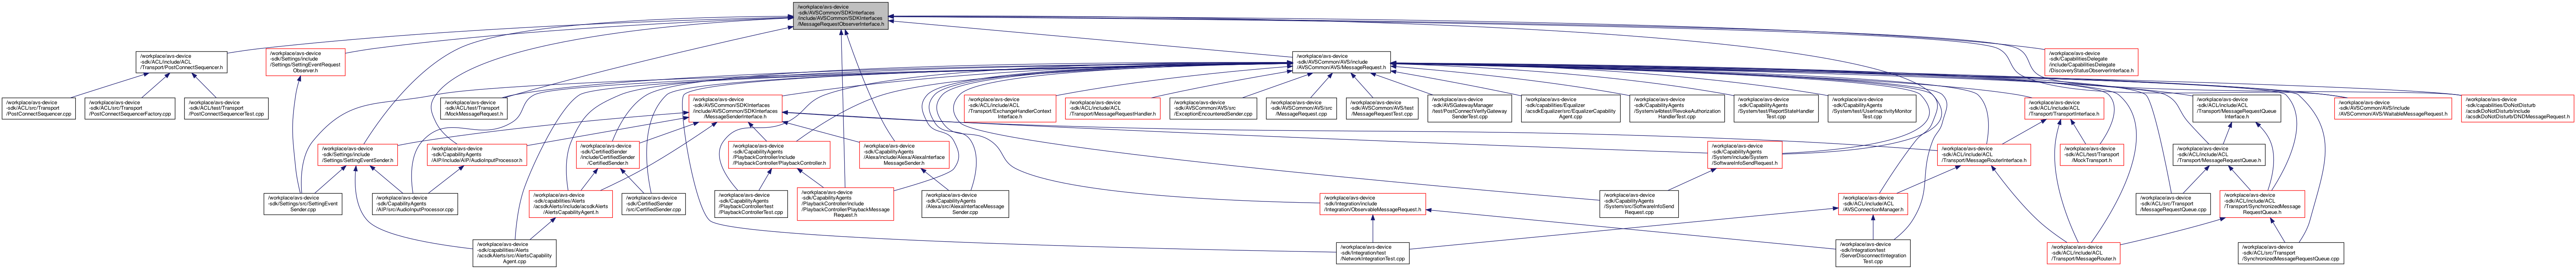 /workplace/avs-device
-sdk/AVSCommon/SDKInterfaces
/include/AVSCommon/SDKInterfaces
/MessageRequestObserverInterface.h
/workplace/avs-device
-sdk/ACL/include/ACL
/Transport/PostConnectSequencer.h
/workplace/avs-device
-sdk/Settings/include
/Settings/SettingEventRequest
Observer.h
/workplace/avs-device
-sdk/AVSCommon/AVS/include
/AVSCommon/AVS/MessageRequest.h
/workplace/avs-device
-sdk/CapabilitiesDelegate
/include/CapabilitiesDelegate
/DiscoveryStatusObserverInterface.h
/workplace/avs-device
-sdk/ACL/src/Transport
/PostConnectSequencer.cpp
/workplace/avs-device
-sdk/ACL/src/Transport
/PostConnectSequencerFactory.cpp
/workplace/avs-device
-sdk/ACL/test/Transport
/PostConnectSequencerTest.cpp
/workplace/avs-device
-sdk/ACL/test/Transport
/MockMessageRequest.h
/workplace/avs-device
-sdk/AVSCommon/SDKInterfaces
/include/AVSCommon/SDKInterfaces
/MessageSenderInterface.h
/workplace/avs-device
-sdk/ACL/include/ACL
/Transport/ExchangeHandlerContext
Interface.h
/workplace/avs-device
-sdk/ACL/include/ACL
/Transport/MessageRequestHandler.h
/workplace/avs-device
-sdk/AVSCommon/AVS/src
/ExceptionEncounteredSender.cpp
/workplace/avs-device
-sdk/AVSCommon/AVS/src
/MessageRequest.cpp
/workplace/avs-device
-sdk/AVSCommon/AVS/test
/MessageRequestTest.cpp
/workplace/avs-device
-sdk/AVSGatewayManager
/test/PostConnectVerifyGateway
SenderTest.cpp
/workplace/avs-device
-sdk/capabilities/Equalizer
/acsdkEqualizer/src/EqualizerCapability
Agent.cpp
/workplace/avs-device
-sdk/CapabilityAgents
/System/a4btest/RevokeAuthorization
HandlerTest.cpp
/workplace/avs-device
-sdk/CapabilityAgents
/System/test/ReportStateHandler
Test.cpp
/workplace/avs-device
-sdk/CapabilityAgents
/System/test/UserInactivityMonitor
Test.cpp
/workplace/avs-device
-sdk/ACL/include/ACL
/Transport/TransportInterface.h
/workplace/avs-device
-sdk/ACL/include/ACL
/Transport/MessageRequestQueue
Interface.h
/workplace/avs-device
-sdk/AVSCommon/AVS/include
/AVSCommon/AVS/WaitableMessageRequest.h
/workplace/avs-device
-sdk/capabilities/DoNotDisturb
/acsdkDoNotDisturb/include
/acsdkDoNotDisturb/DNDMessageRequest.h
/workplace/avs-device
-sdk/Settings/include
/Settings/SettingEventSender.h
/workplace/avs-device
-sdk/CapabilityAgents
/AIP/include/AIP/AudioInputProcessor.h
/workplace/avs-device
-sdk/CertifiedSender
/include/CertifiedSender
/CertifiedSender.h
/workplace/avs-device
-sdk/CapabilityAgents
/PlaybackController/include
/PlaybackController/PlaybackController.h
/workplace/avs-device
-sdk/CapabilityAgents
/Alexa/include/Alexa/AlexaInterface
MessageSender.h
/workplace/avs-device
-sdk/CapabilityAgents
/System/include/System
/SoftwareInfoSendRequest.h
/workplace/avs-device
-sdk/ACL/include/ACL
/Transport/MessageRouterInterface.h
/workplace/avs-device
-sdk/ACL/test/Transport
/MockTransport.h
/workplace/avs-device
-sdk/ACL/include/ACL
/Transport/MessageRequestQueue.h
/workplace/avs-device
-sdk/Settings/src/SettingEvent
Sender.cpp
/workplace/avs-device
-sdk/CapabilityAgents
/AIP/src/AudioInputProcessor.cpp
/workplace/avs-device
-sdk/capabilities/Alerts
/acsdkAlerts/include/acsdkAlerts
/AlertsCapabilityAgent.h
/workplace/avs-device
-sdk/CertifiedSender
/src/CertifiedSender.cpp
/workplace/avs-device
-sdk/CapabilityAgents
/PlaybackController/test
/PlaybackControllerTest.cpp
/workplace/avs-device
-sdk/CapabilityAgents
/PlaybackController/include
/PlaybackController/PlaybackMessage
Request.h
/workplace/avs-device
-sdk/CapabilityAgents
/Alexa/src/AlexaInterfaceMessage
Sender.cpp
/workplace/avs-device
-sdk/Integration/include
/Integration/ObservableMessageRequest.h
/workplace/avs-device
-sdk/CapabilityAgents
/System/src/SoftwareInfoSend
Request.cpp
/workplace/avs-device
-sdk/ACL/include/ACL
/AVSConnectionManager.h
/workplace/avs-device
-sdk/ACL/src/Transport
/MessageRequestQueue.cpp
/workplace/avs-device
-sdk/ACL/include/ACL
/Transport/SynchronizedMessage
RequestQueue.h
/workplace/avs-device
-sdk/capabilities/Alerts
/acsdkAlerts/src/AlertsCapability
Agent.cpp
/workplace/avs-device
-sdk/Integration/test
/NetworkIntegrationTest.cpp
/workplace/avs-device
-sdk/Integration/test
/ServerDisconnectIntegration
Test.cpp
/workplace/avs-device
-sdk/ACL/include/ACL
/Transport/MessageRouter.h
/workplace/avs-device
-sdk/ACL/src/Transport
/SynchronizedMessageRequestQueue.cpp